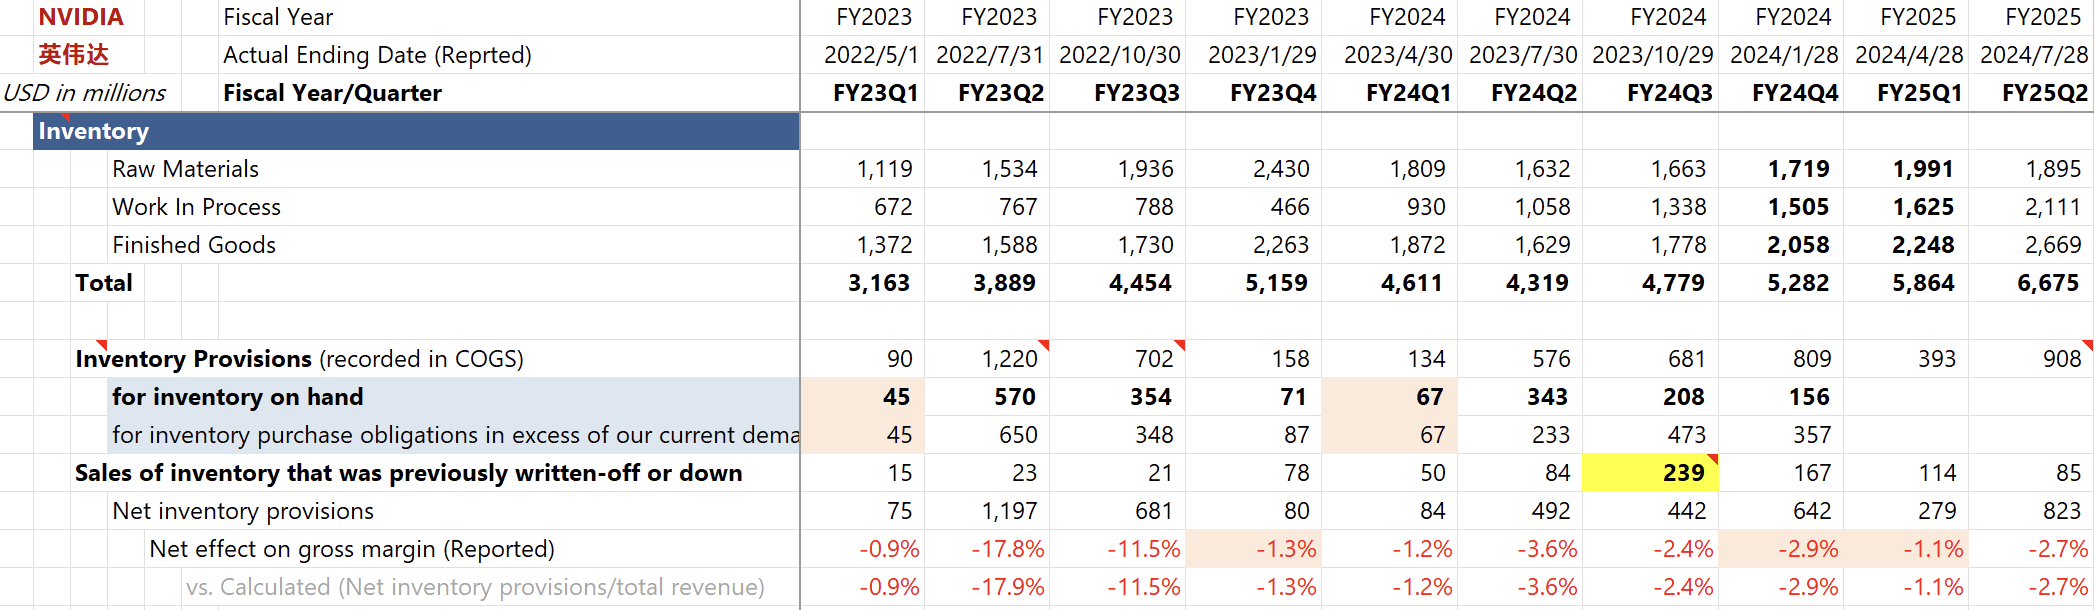 NVIDIA Fiscal Year FY2023 FY2023 FY2023 FY2023 FY2024 FY2024 FY2024 FY2024 FY2025 FY2025
英伟达 Actual Ending Date (Reprted) 2022/5/1 2022/7/31 2022/10/30 2023/1/29 2023/4/30 2023/7/30 2023/10/29 2024/1/28 2024/4/28 2024/7/28
USD in millions Fiscal Year/Quarter FY23Q1 FY23Q2 FY23Q3 FY23Q4 FY24Q1 FY24Q2 FY24Q3 FY24Q4 FY25Q1 FY25Q2
Inventory
Raw Materials 1,119 1,534 1,936 2,430 1,809 1,632 1,663 1,719 1,991 1,895
Work In Process 672 767 788 466 930 1,058 1,338 1,505 1,625 2,111
Finished Goods 1,372 1,588 1,730 2,263 1,872 1,629 1,778 2,058 2,248 2,669
Total 3,163 3,889 4,454 5,159 4,611 4,319 4,779 5,282 5,864 6,675
Inventory Provisions (recorded in COGS) 90 1,220 702 158 134 576 681 809 393 908
for inventory on hand 45 570 354 71 67 343 208 156
for inventory purchase obligations in excess of our current dema 45 650 348 87 67 233 473 357
Sales of inventory that was previously written-off or down 15 23 21 78 50 84 239 167 114 85
Net inventory provisions 75 1,197 681 80 84 492 442 642 279 823
Net effect on gross margin (Reported) -0.9% -17.8% -11.5% -1.3% -1.2% -3.6% -2.4% -2.9% -1.1% -2.7%
vs. Calculated (Net inventory provisions/total revenue) -0.9% -17.9% -11.5% -1.3% -1.2% -3.6% -2.4% -2.9% -1.1% -2.7%